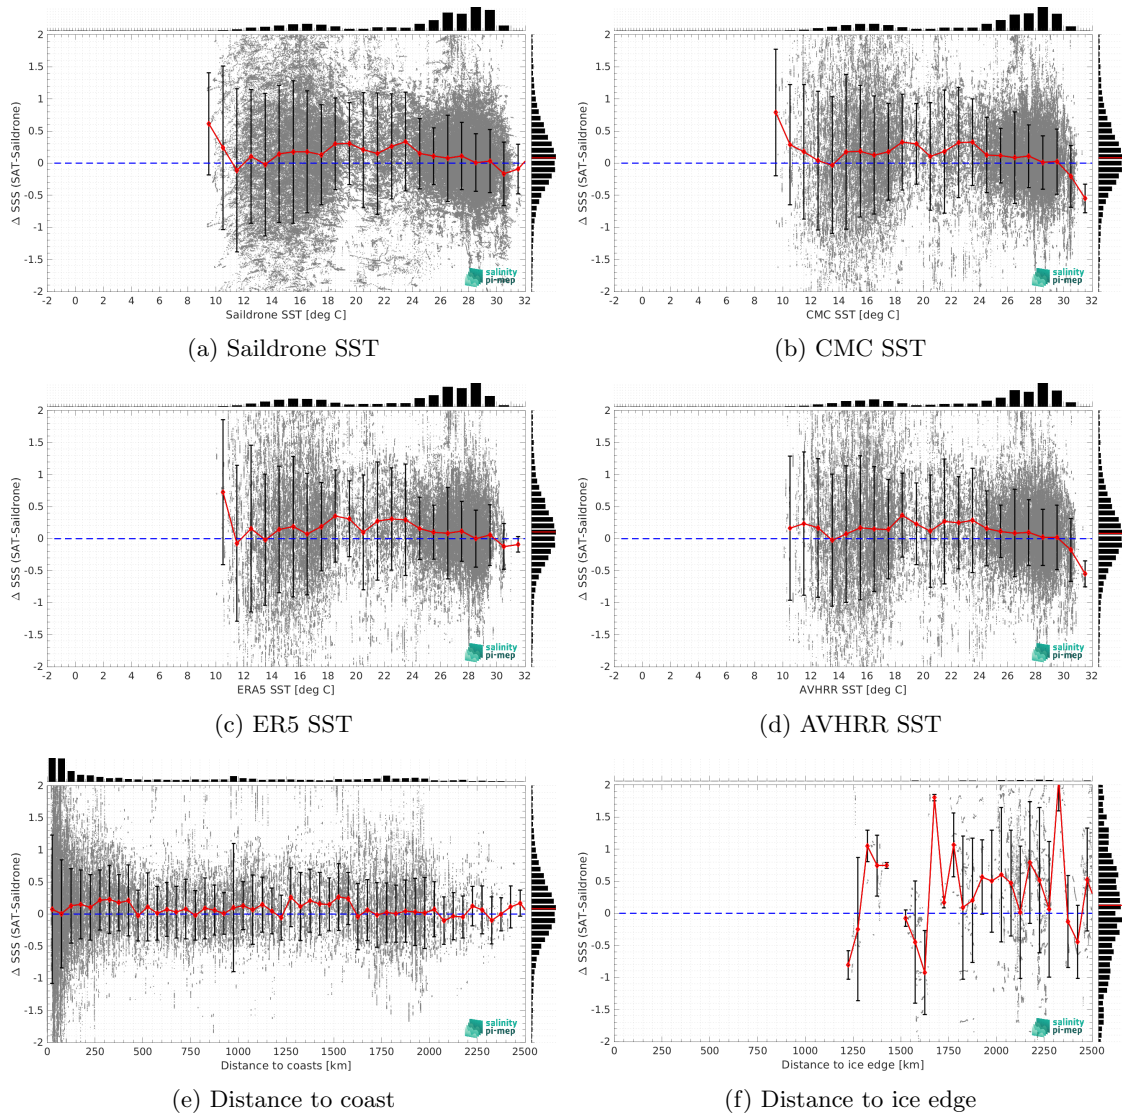 2
1.5
1
0.5
0
-0.5
-1
-1.5
-2
Δ SSS (SAT-Saildrone)
salinity
pi-mep
-2 0 2 4 6 8 10 12 14 16 18 20 22 24 26 28 30 32
Saildrone SST [deg C]
(a) Saildrone SST
2
1.5
1
0.5
0
-0.5
-1
-1.5
-2
Δ SSS (SAT-Saildrone)
salinity
pi-mep
-2 0 2 4 6 8 10 12 14 16 18 20 22 24 26 28 30 32
CMC SST [deg C]
(b) CMC SST
2
1.5
1
0.5
0
-0.5
-1
-1.5
-2
Δ SSS (SAT-Saildrone)
salinity
pi-mep
-2 0 2 4 6 8 10 12 14 16 18 20 22 24 26 28 30 32
ERA5 SST [deg C]
(c) ER5 SST
2
1.5
1
0.5
0
-0.5
-1
-1.5
-2
Δ SSS (SAT-Saildrone)
salinity
pi-mep
-2 0 2 4 6 8 10 12 14 16 18 20 22 24 26 28 30 32
AVHRR SST [deg C]
(d) AVHRR SST
2
1.5
1
0.5
0
-0.5
-1
-1.5
-2
Δ SSS (SAT-Saildrone)
salinity
pi-mep
0 250 500 750 1000 1250 1500 1750 2000 2250 2500
Distance to coasts [km]
(e) Distance to coast
2
1.5
1
0.5
0
-0.5
-1
-1.5
-2
Δ SSS (SAT-Saildrone)
salinity
pi-mep
0 250 500 750 1000 1250 1500 1750 2000 2250 2500
Distance to ice edge [km]
(f) Distance to ice edge